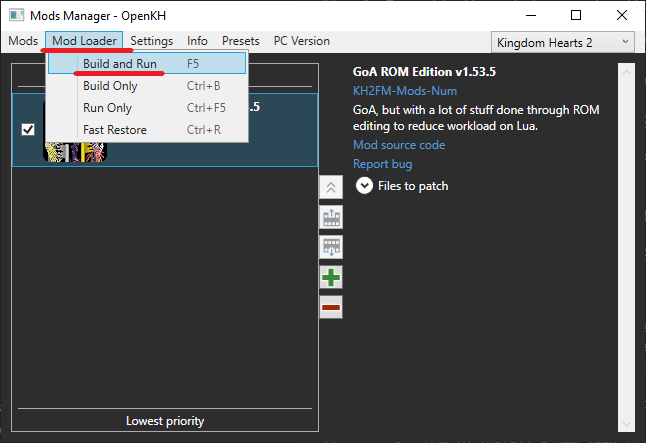 Mods Manager - OpenKH
Mods Mod Loader Settings Info Presets PC Version Kingdom Hearts 2
Build and Run F5
Build Only Ctrl+B
Run Only Ctrl+F5
Fast Restore Ctrl+R
.5
GoA ROM Edition v1.53.5
KH2FM-Mods-Num
GoA, but with a lot of stuff done through ROM
editing to reduce workload on Lua.
Mod source code
Report bug
Files to patch
Lowest priority